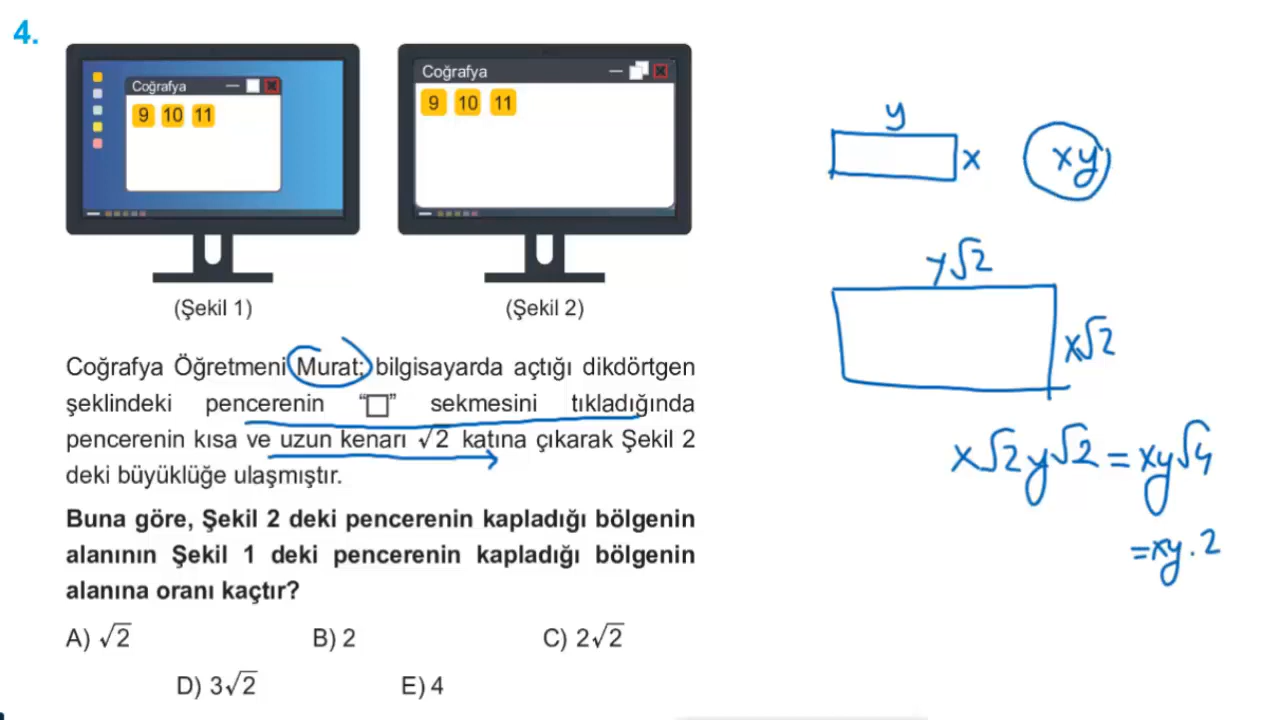 4.
Coğrafya
9 10 11
Coğrafya
9 10 11
(Şekil 1)
(Şekil 2)
Coğrafya Öğretmeni Murat; bilgisayarda açtığı dikdörtgen
şeklindeki pencerenin "□" sekmesini tıkladığında
pencerenin kısa ve uzun kenarı √2 katına çıkarak Şekil 2
deki büyüklüğe ulaşmıştır.
Buna göre, Şekil 2 deki pencerenin kapladığı bölgenin
alanının Şekil 1 deki pencerenin kapladığı bölgenin
alanına oranı kaçtır?
A) √2
B) 2
C) 2√2
D) 3√2
E) 4
y
x
xy
y√2
x√2
x√2y√2 = xy√4
=xy.2